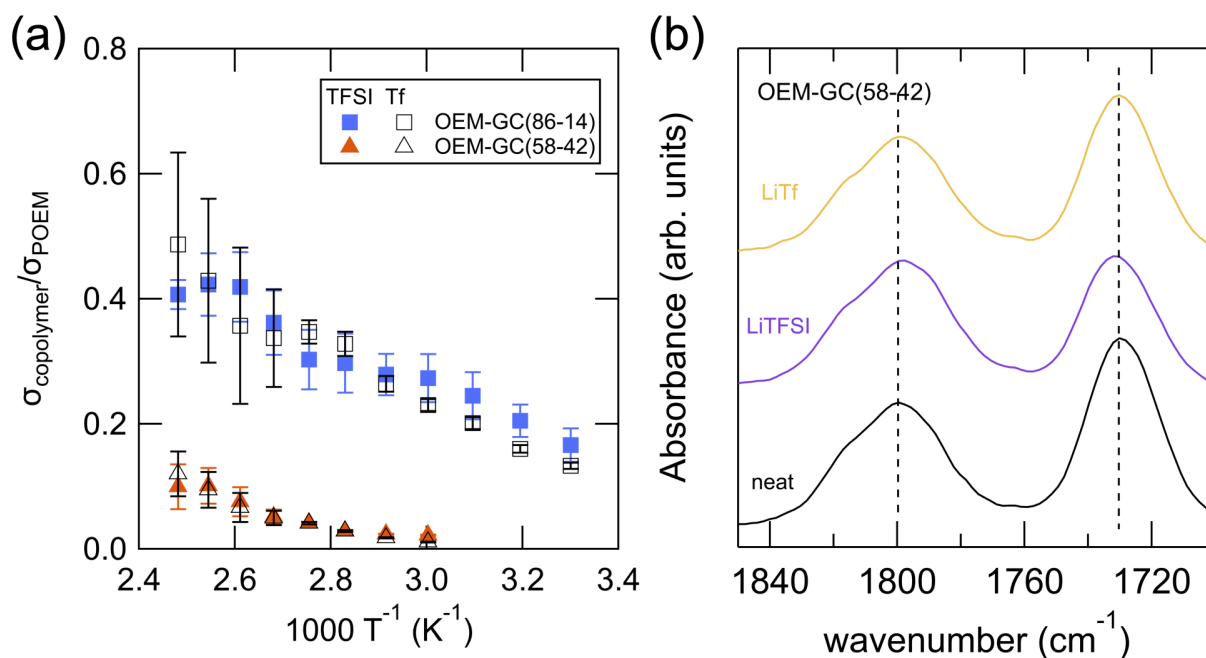 (a)
0.8
0.6
0.4
0.2
0.0
σcopolymer/σPOEM
TFSI Tf
OEM-GC(86-14)
OEM-GC(58-42)
2.4 2.6 2.8 3.0 3.2 3.4
1000 T⁻¹ (K⁻¹)
(b)
OEM-GC(58-42)
LiTf
LiTFSI
neat
Absorbance (arb. units)
1840 1800 1760 1720
wavenumber (cm⁻¹)